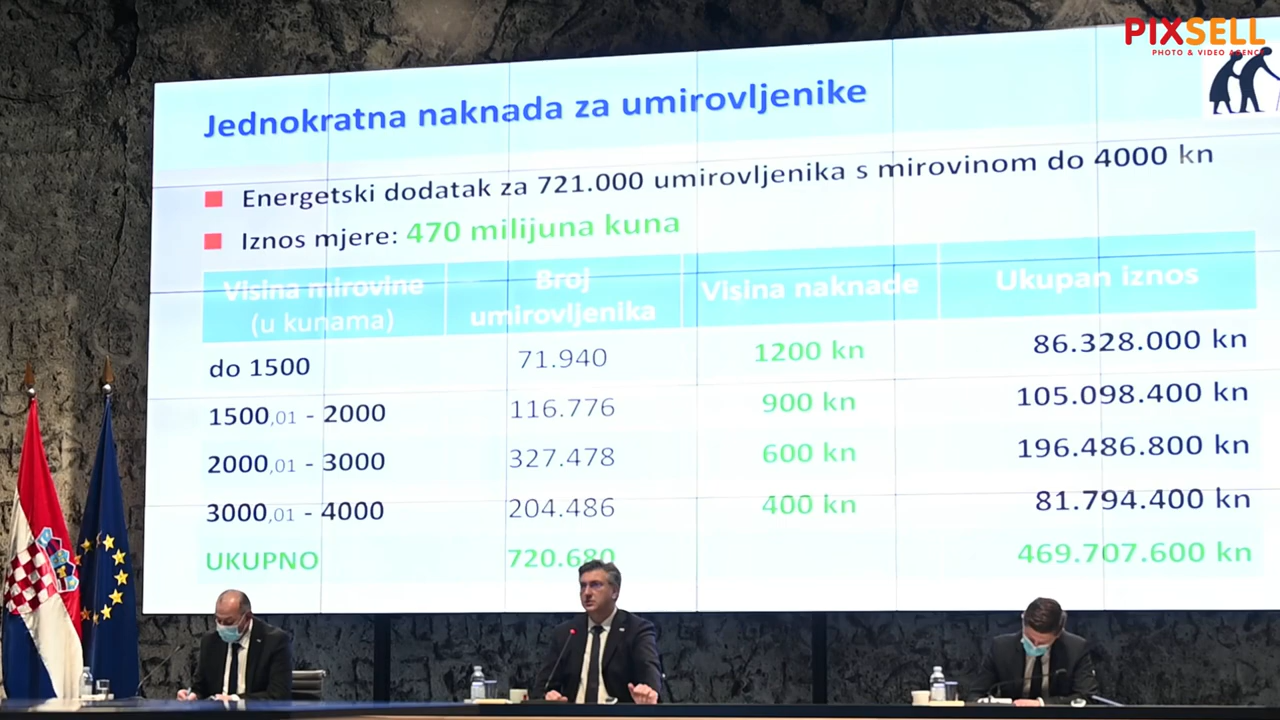 PIXSELL
PHOTO & VIDEO AGENCY
Jednokratna naknada za umirovljenike
Energetski dodatak za 721.000 umirovljenika s mirovinom do 4000 kn
Iznos mjere: 470 milijuna kuna
Visina mirovine (u kunama) Broj umirovljenika Visina naknade Ukupan iznos
do 1500 71.940 1200 kn 86.328.000 kn
1500,01 - 2000 116.776 900 kn 105.098.400 kn
2000,01 - 3000 327.478 600 kn 196.486.800 kn
3000,01 - 4000 204.486 400 kn 81.794.400 kn
UKUPNO 720.680 469.707.600 kn